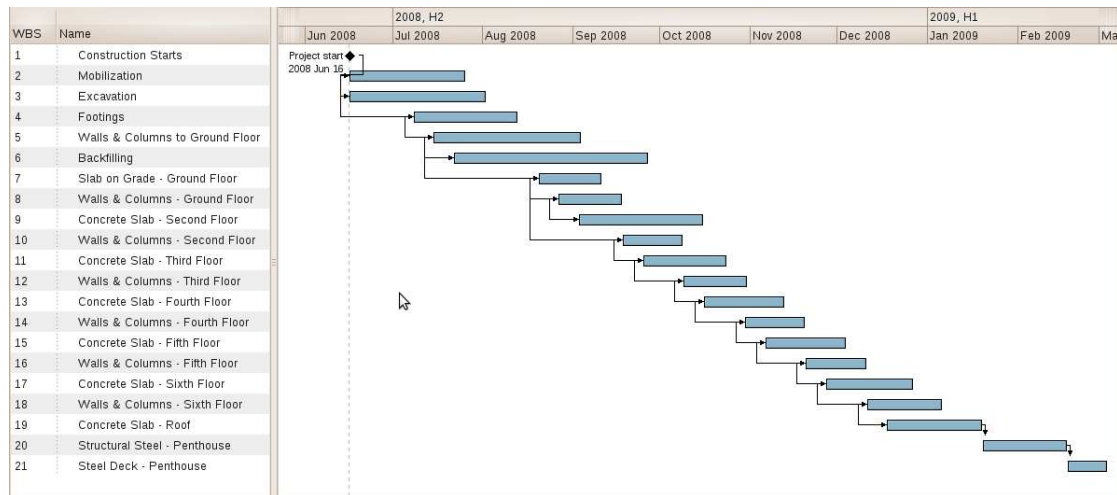 2008, H2 2009, H1
WBS Name Jun 2008 Jul 2008 Aug 2008 Sep 2008 Oct 2008 Nov 2008 Dec 2008 Jan 2009 Feb 2009 Ma
1 Construction Starts Project start
2008 Jun 16
2 Mobilization
3 Excavation
4 Footings
5 Walls & Columns to Ground Floor
6 Backfilling
7 Slab on Grade - Ground Floor
8 Walls & Columns - Ground Floor
9 Concrete Slab - Second Floor
10 Walls & Columns - Second Floor
11 Concrete Slab - Third Floor
12 Walls & Columns - Third Floor
13 Concrete Slab - Fourth Floor
14 Walls & Columns - Fourth Floor
15 Concrete Slab - Fifth Floor
16 Walls & Columns - Fifth Floor
17 Concrete Slab - Sixth Floor
18 Walls & Columns - Sixth Floor
19 Concrete Slab - Roof
20 Structural Steel - Penthouse
21 Steel Deck - Penthouse